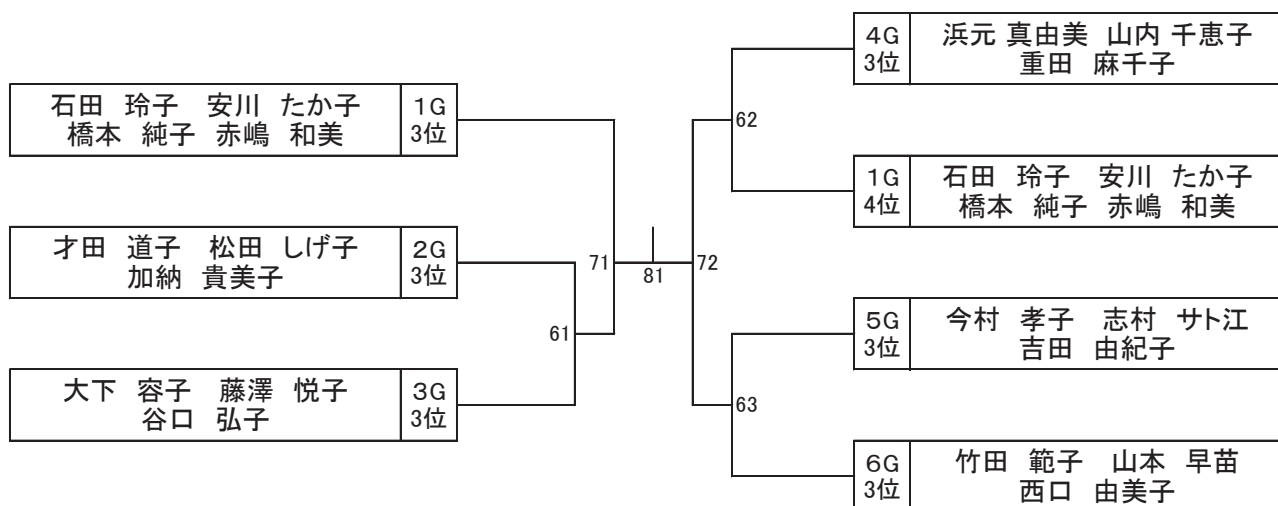 4G
3位
浜元 真由美 山内 千恵子
重田 麻千子
石田 玲子 安川 たか子
橋本 純子 赤嶋 和美
1G
3位
62
1G
4位
石田 玲子 安川 たか子
橋本 純子 赤嶋 和美
才田 道子 松田 しげ子
加納 貴美子
2G
3位
71
81
72
61
5G
3位
今村 孝子 志村 サト江
吉田 由紀子
大下 容子 藤澤 悦子
谷口 弘子
3G
3位
63
6G
3位
竹田 範子 山本 早苗
西口 由美子